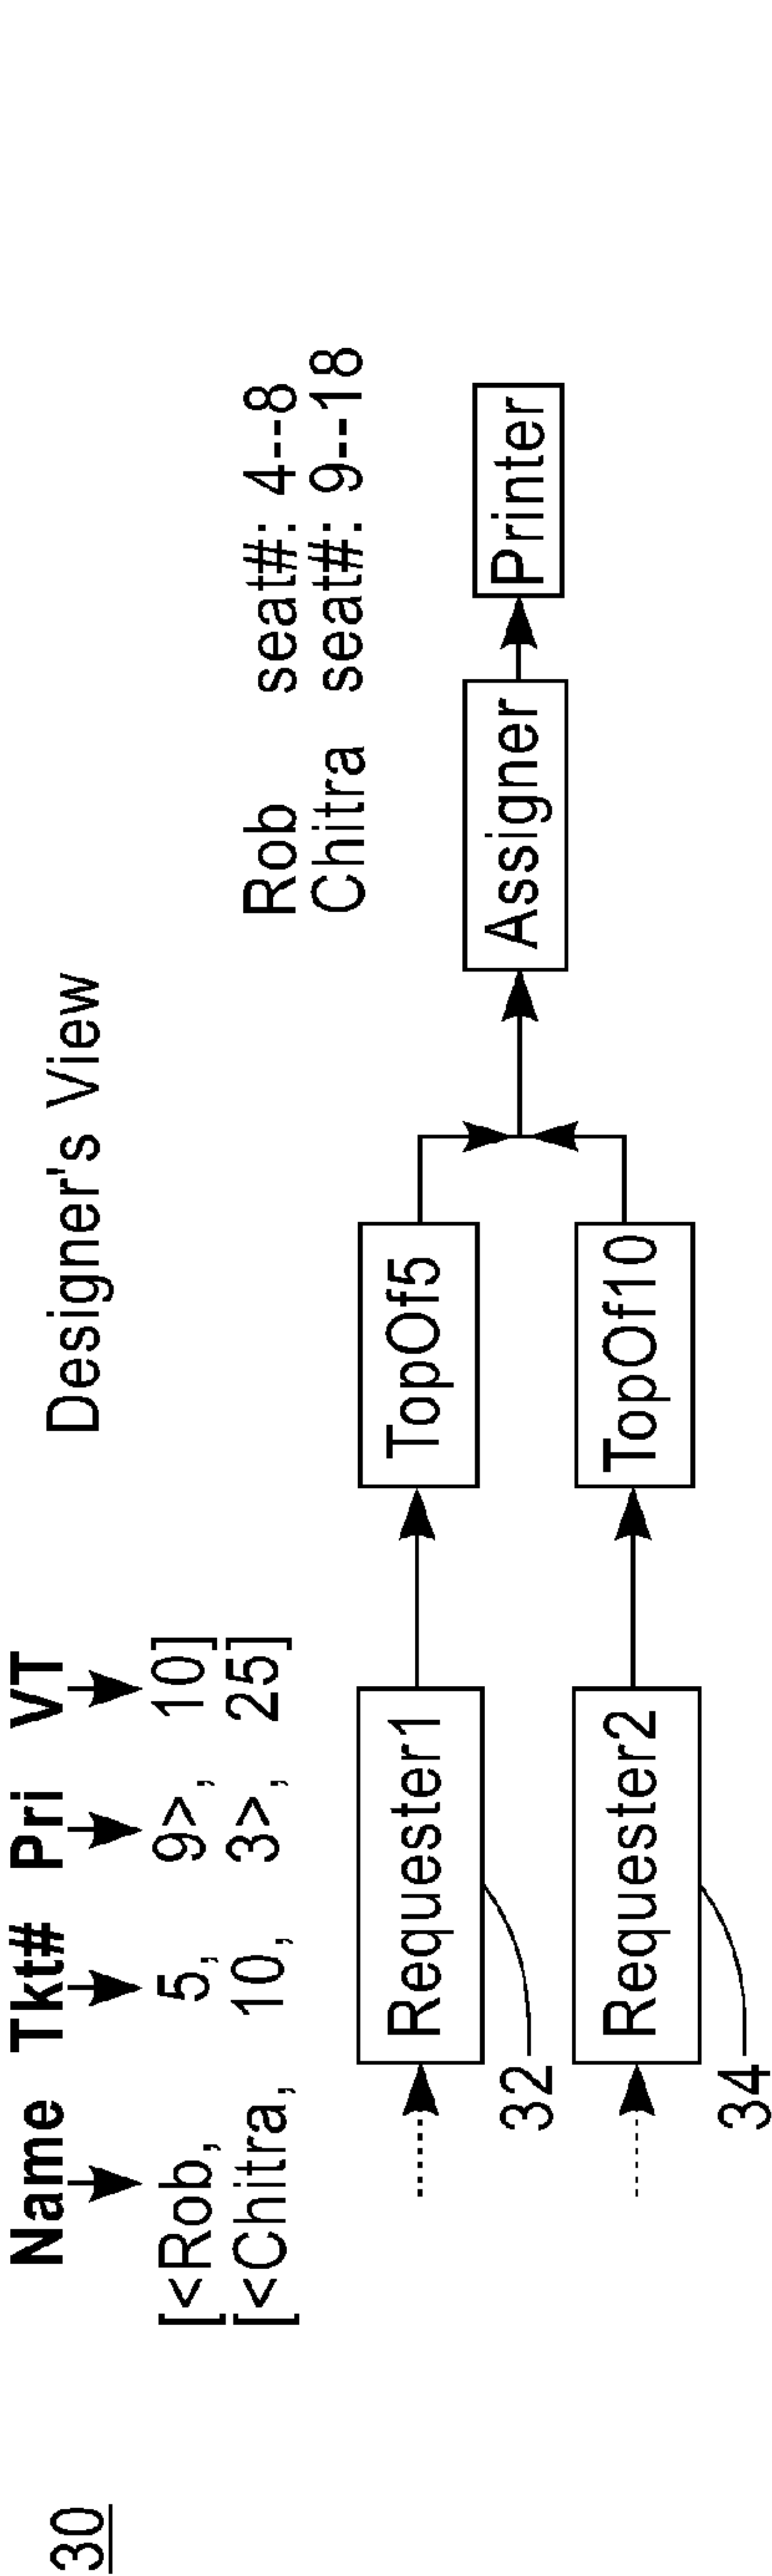 30
Designer's View
Name Tkt# Pri VT
[<Rob, 5, 9>, 10]
[<Chitra, 10, 3>, 25]
Rob seat#: 4--8
Chitra seat#: 9--18
Requester1
TopOf5
32
Assigner
Printer
Requester2
TopOf10
34